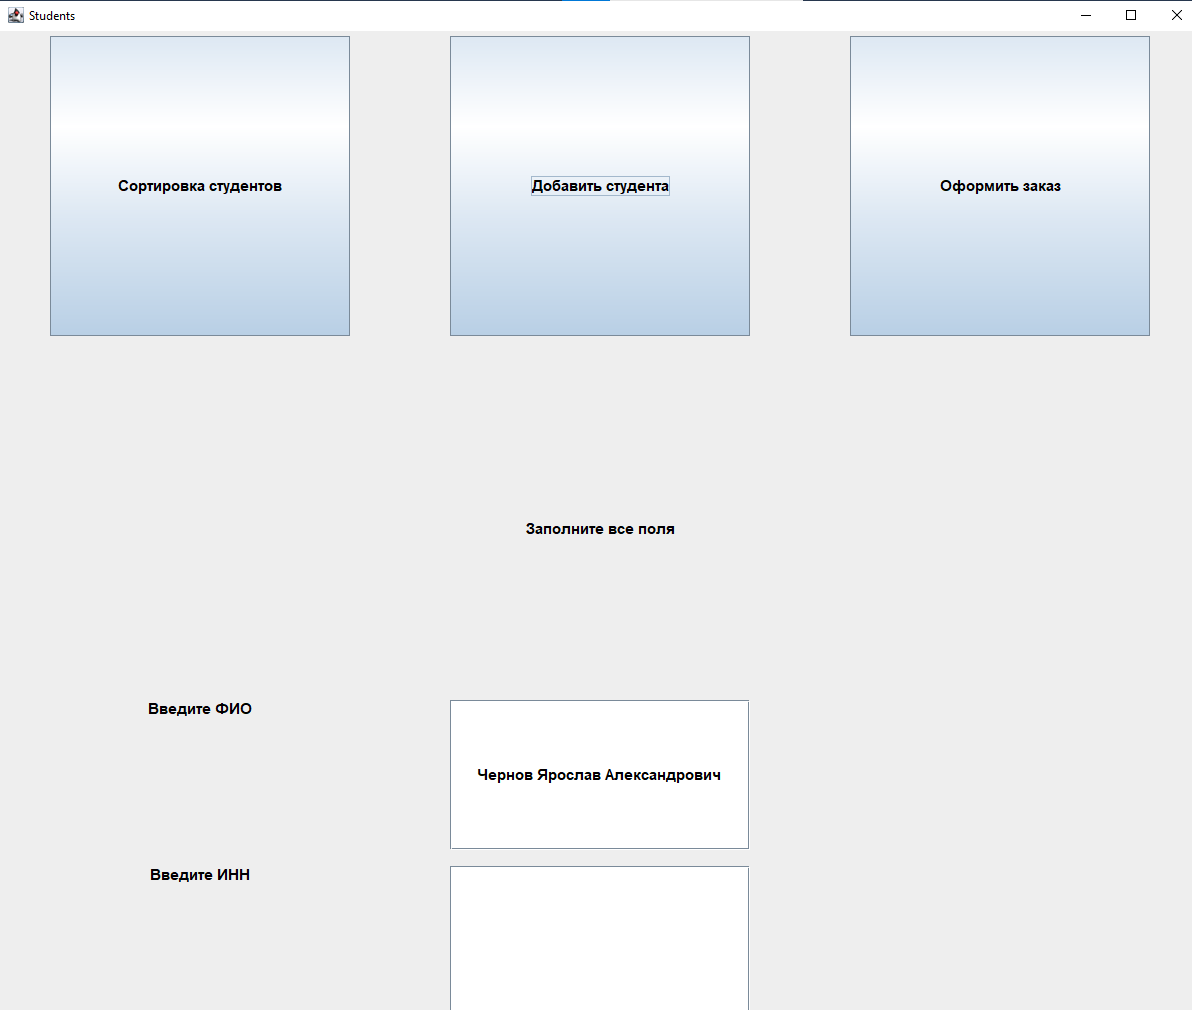 Students
Сортировка студентов
Добавить студента
Оформить заказ
Заполните все поля
Введите ФИО
Чернов Ярослав Александрович
Введите ИНН